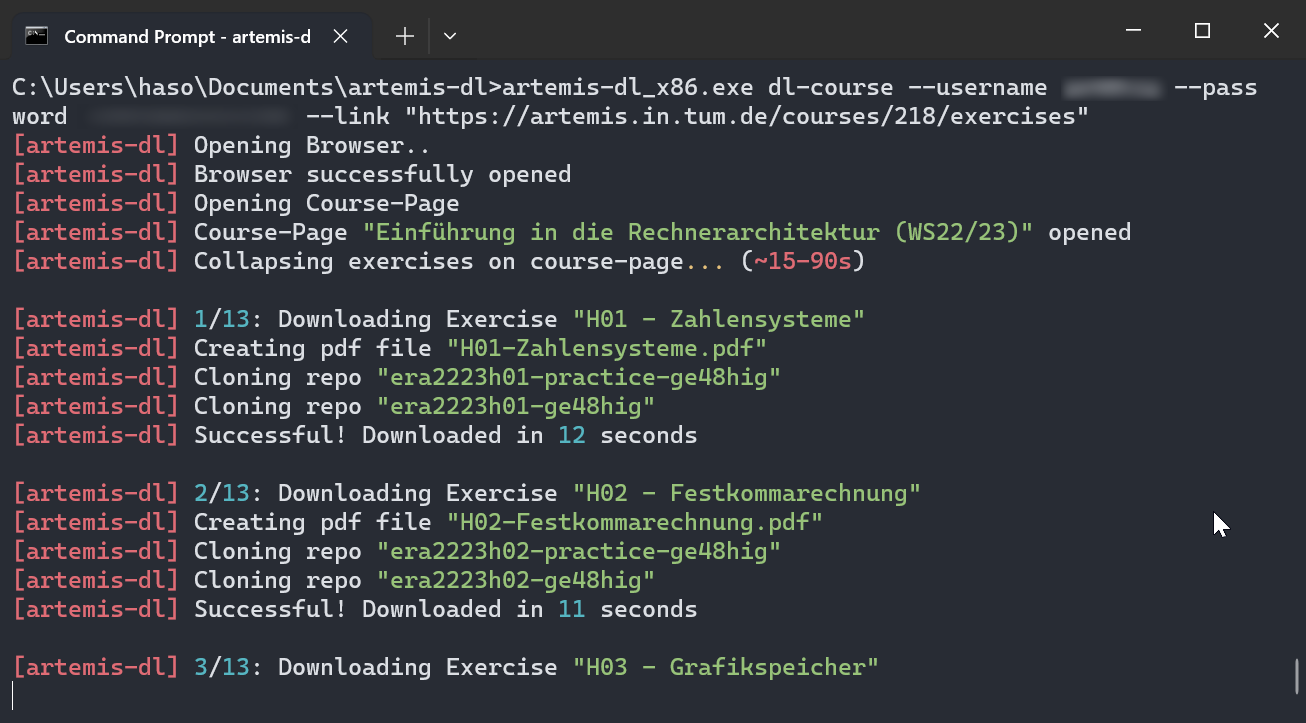 Command Prompt - artemis-d
C:\Users\haso\Documents\artemis-dl>artemis-dl_x86.exe dl-course --username --pass
word --link "https://artemis.in.tum.de/courses/218/exercises"
[artemis-dl] Opening Browser..
[artemis-dl] Browser successfully opened
[artemis-dl] Opening Course-Page
[artemis-dl] Course-Page "Einführung in die Rechnerarchitektur (WS22/23)" opened
[artemis-dl] Collapsing exercises on course-page... (~15-90s)
[artemis-dl] 1/13: Downloading Exercise "H01 - Zahlensysteme"
[artemis-dl] Creating pdf file "H01-Zahlensysteme.pdf"
[artemis-dl] Cloning repo "era2223h01-practice-ge48hig"
[artemis-dl] Cloning repo "era2223h01-ge48hig"
[artemis-dl] Successful! Downloaded in 12 seconds
[artemis-dl] 2/13: Downloading Exercise "H02 - Festkommarechnung"
[artemis-dl] Creating pdf file "H02-Festkommarechnung.pdf"
[artemis-dl] Cloning repo "era2223h02-practice-ge48hig"
[artemis-dl] Cloning repo "era2223h02-ge48hig"
[artemis-dl] Successful! Downloaded in 11 seconds
[artemis-dl] 3/13: Downloading Exercise "H03 - Grafikspeicher"